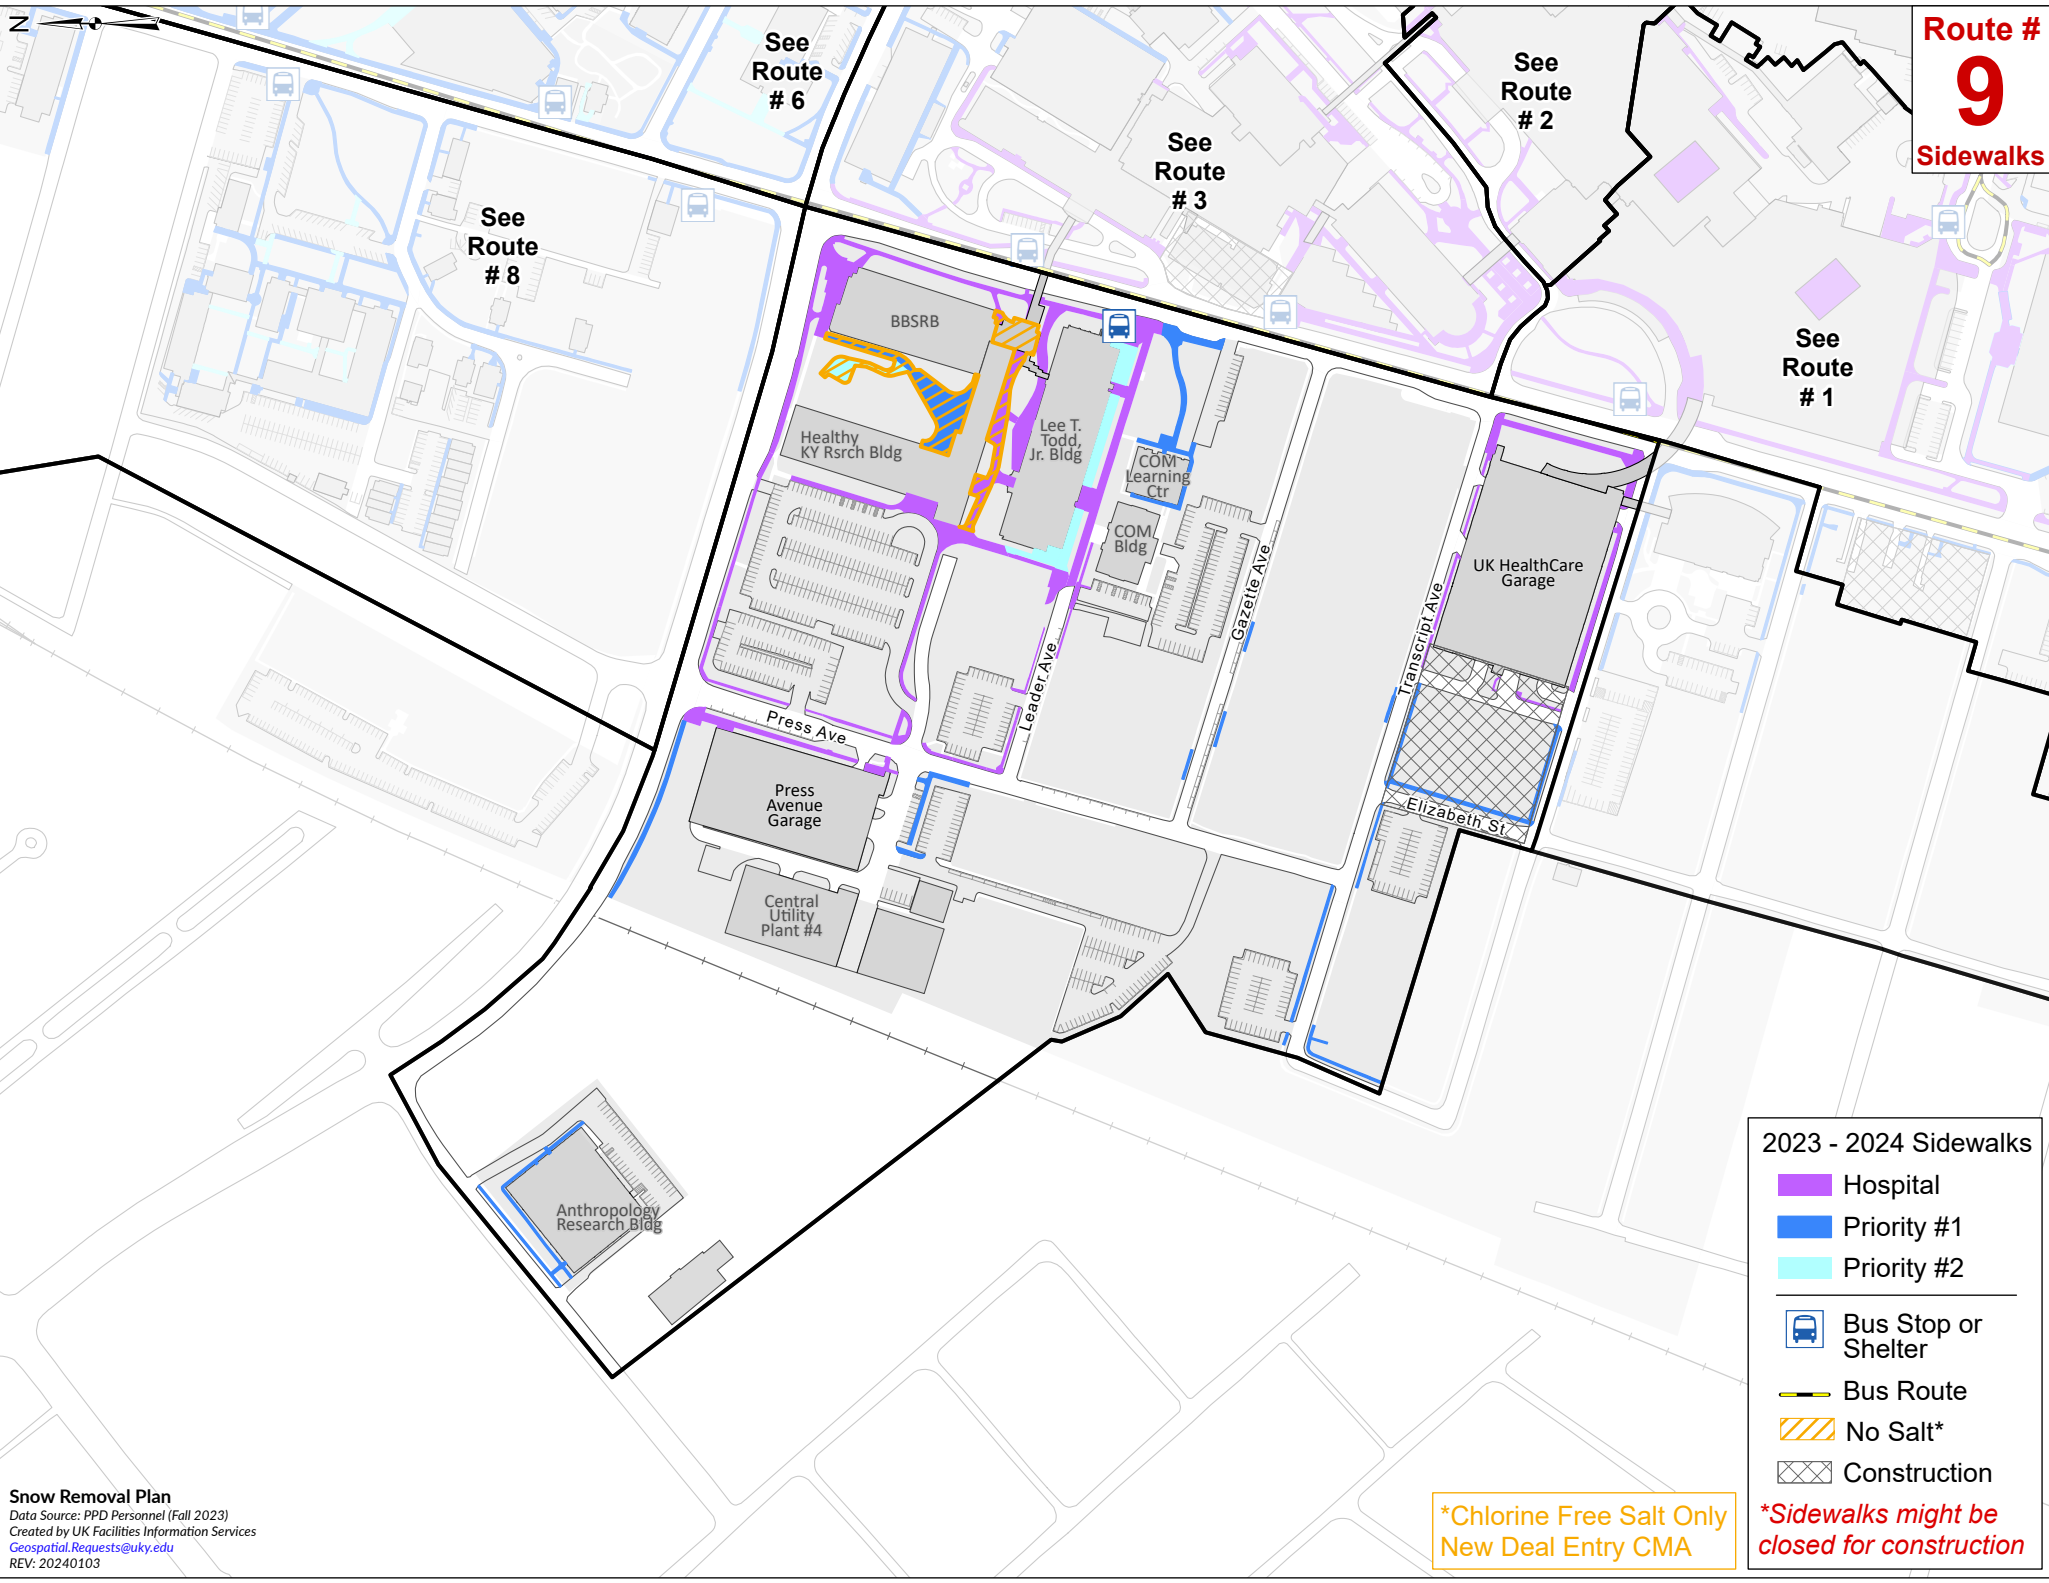 N
See
Route
# 6
See
Route
# 2
Route #
9
Sidewalks
See
Route
# 3
See
Route
# 8
See
Route
# 1
BBSRB
Healthy
KY Rsrch Bldg
Lee T.
Todd,
Jr. Bldg
COM
Learning
Ctr
COM
Bldg
UK HealthCare
Garage
Gazette Ave
Transcript Ave
Leader Ave
Press Ave
Elizabeth St
Press
Avenue
Garage
Central
Utility
Plant #4
Anthropology
Research Bldg
2023 - 2024 Sidewalks
Hospital
Priority #1
Priority #2
Bus Stop or
Shelter
Bus Route
No Salt*
Construction
*Sidewalks might be
closed for construction
*Chlorine Free Salt Only
New Deal Entry CMA
Snow Removal Plan
Data Source: PPD Personnel (Fall 2023)
Created by UK Facilities Information Services
Geospatial.Requests@uky.edu
REV: 20240103